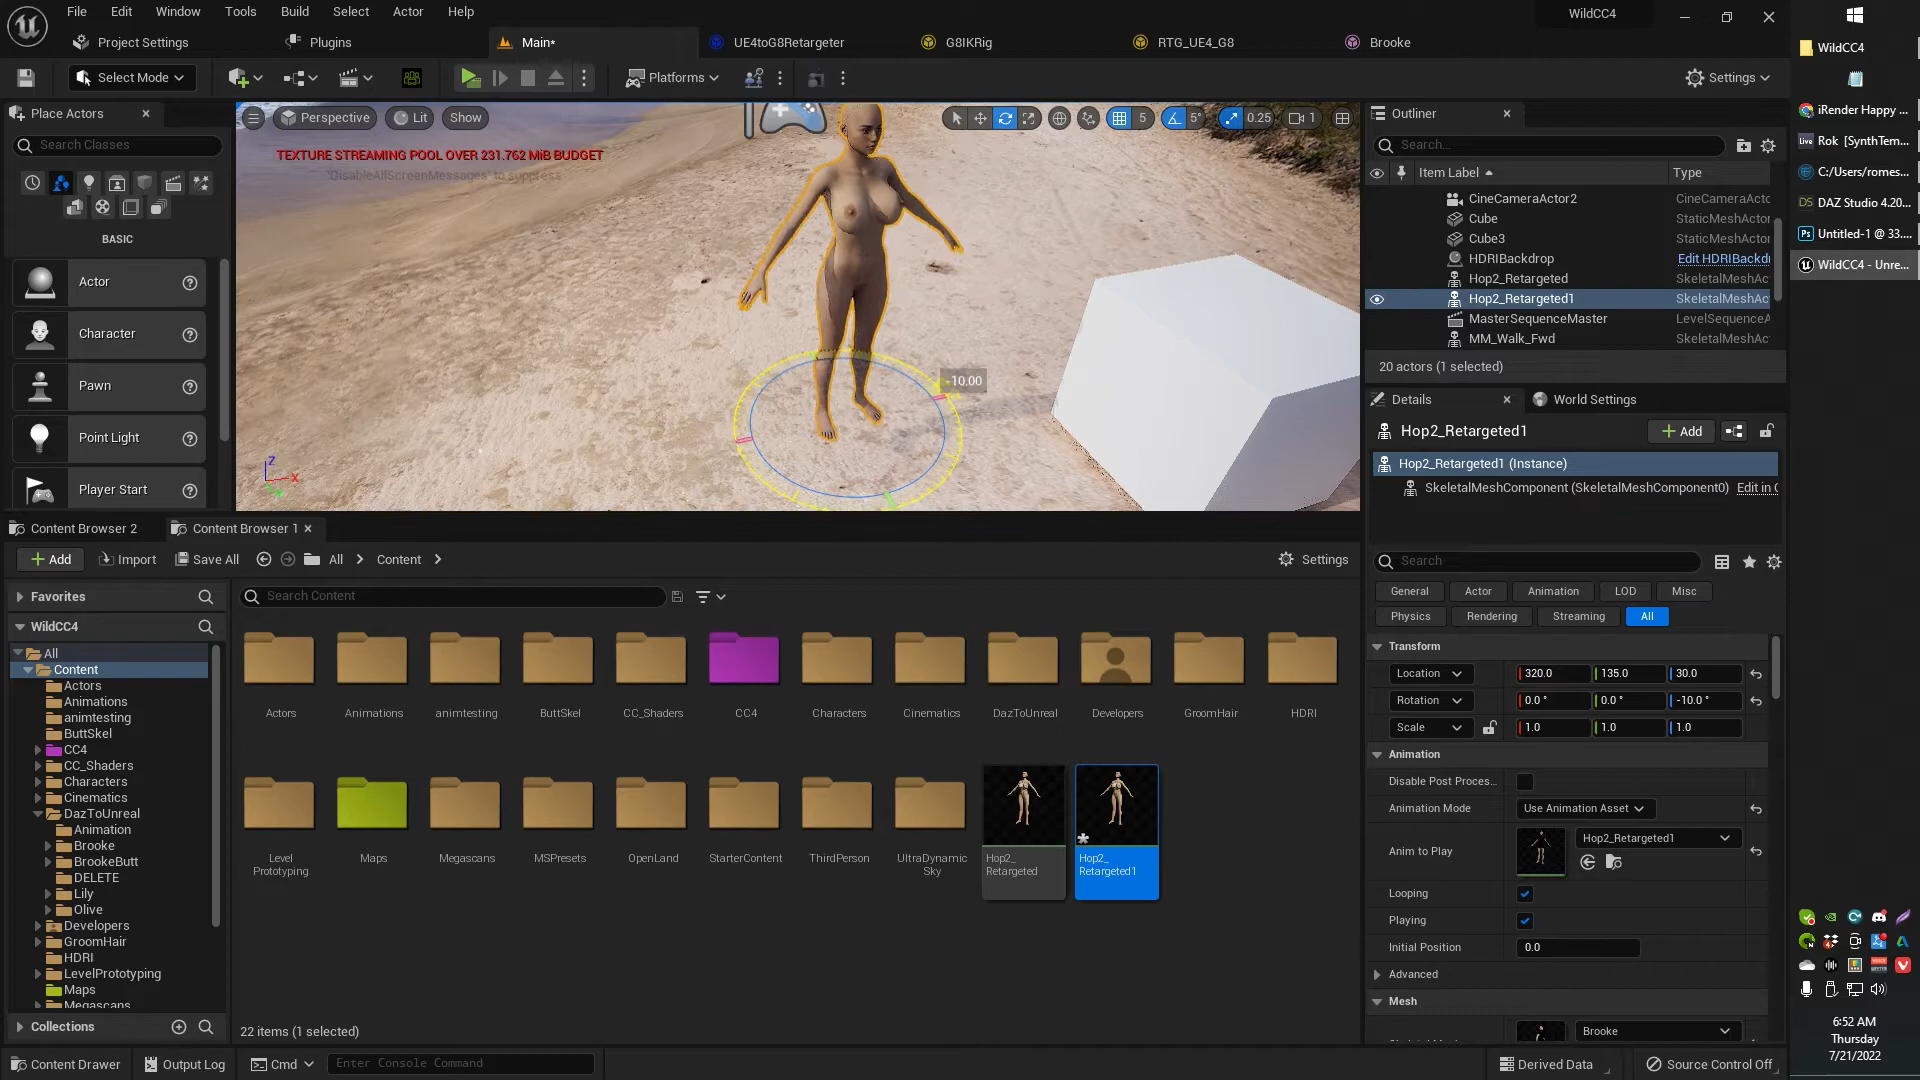 File Edit Window Tools Build Select Actor Help
WildCC4
Project Settings
Plugins
Main*
UE4toG8Retargeter
G8IKRig
RTG_UE4_G8
Brooke
Select Mode
Platforms
Settings
Place Actors
Search Classes
BASIC
Actor
Character
Pawn
Point Light
Player Start
Perspective
Lit
Show
5
5°
0.25
1
TEXTURE STREAMING POOL OVER 231.762 MiB BUDGET
'DisableAllScreenMessages' to suppress
-10.00
Z
X
Outliner
Search...
Item Label
Type
CineCameraActor2 CineCameraActo
Cube StaticMeshActor
Cube3 StaticMeshActor
HDRIBackdrop Edit HDRIBackdr
Hop2_Retargeted SkeletalMeshAc
Hop2_Retargeted1 SkeletalMeshAc
MasterSequenceMaster LevelSequenceA
MM_Walk_Fwd SkeletalMeshAc
20 actors (1 selected)
Details
World Settings
Hop2_Retargeted1
Add
Hop2_Retargeted1 (Instance)
SkeletalMeshComponent (SkeletalMeshComponent0) Edit in C
Search
General Actor Animation LOD Misc
Physics Rendering Streaming All
Transform
Location 320.0 135.0 30.0
Rotation 0.0 ° 0.0 ° -10.0 °
Scale 1.0 1.0 1.0
Animation
Disable Post Proces...
Animation Mode Use Animation Asset
Anim to Play Hop2_Retargeted1
Looping
Playing
Initial Position 0.0
Advanced
Mesh
Brooke
Content Browser 2
Content Browser 1
Add
Import
Save All
All
Content
Settings
Favorites
WildCC4
All
Content
Actors
Animations
animtesting
ButtSkel
CC4
CC_Shaders
Characters
Cinematics
DazToUnreal
Animation
Brooke
BrookeButt
DELETE
Lily
Olive
Developers
GroomHair
HDRI
LevelPrototyping
Maps
Megascans
Collections
Search Content
Actors
Animations
animtesting
ButtSkel
CC_Shaders
CC4
Characters
Cinematics
DazToUnreal
Developers
GroomHair
HDRI
Level
Prototyping
Maps
Megascans
MSPresets
OpenLand
StarterContent
ThirdPerson
UltraDynamic
Sky
Hop2_
Retargeted
Hop2_
Retargeted1
22 items (1 selected)
Content Drawer
Output Log
Cmd
Enter Console Command
Derived Data
Source Control Off
WildCC4
iRender Happy ...
Live
Rok [SynthTem...
C:/Users/romes...
DS
DAZ Studio 4.20...
Ps
Untitled-1 @ 33....
WildCC4 - Unre...
6:52 AM
Thursday
7/21/2022